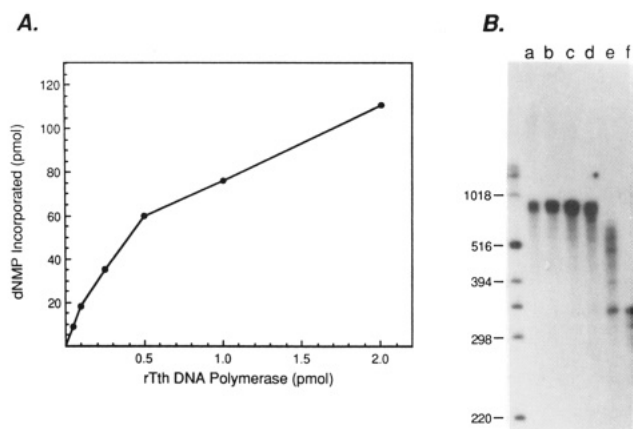 A.
B.
a b c d e f
dNMP Incorporated (pmol)
120
100
80
60
40
20
0.5 1.0 1.5 2.0
rTth DNA Polymerase (pmol)
1018
516
394
298
220